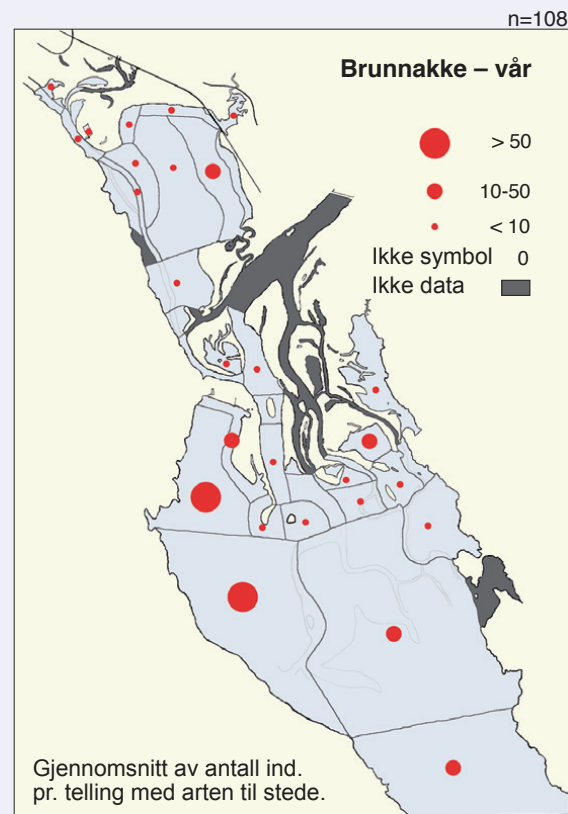 n=108
Brunnakke – vår
> 50
10-50
< 10
Ikke symbol 0
Ikke data
Gjennomsnitt av antall ind.
pr. telling med arten til stede.